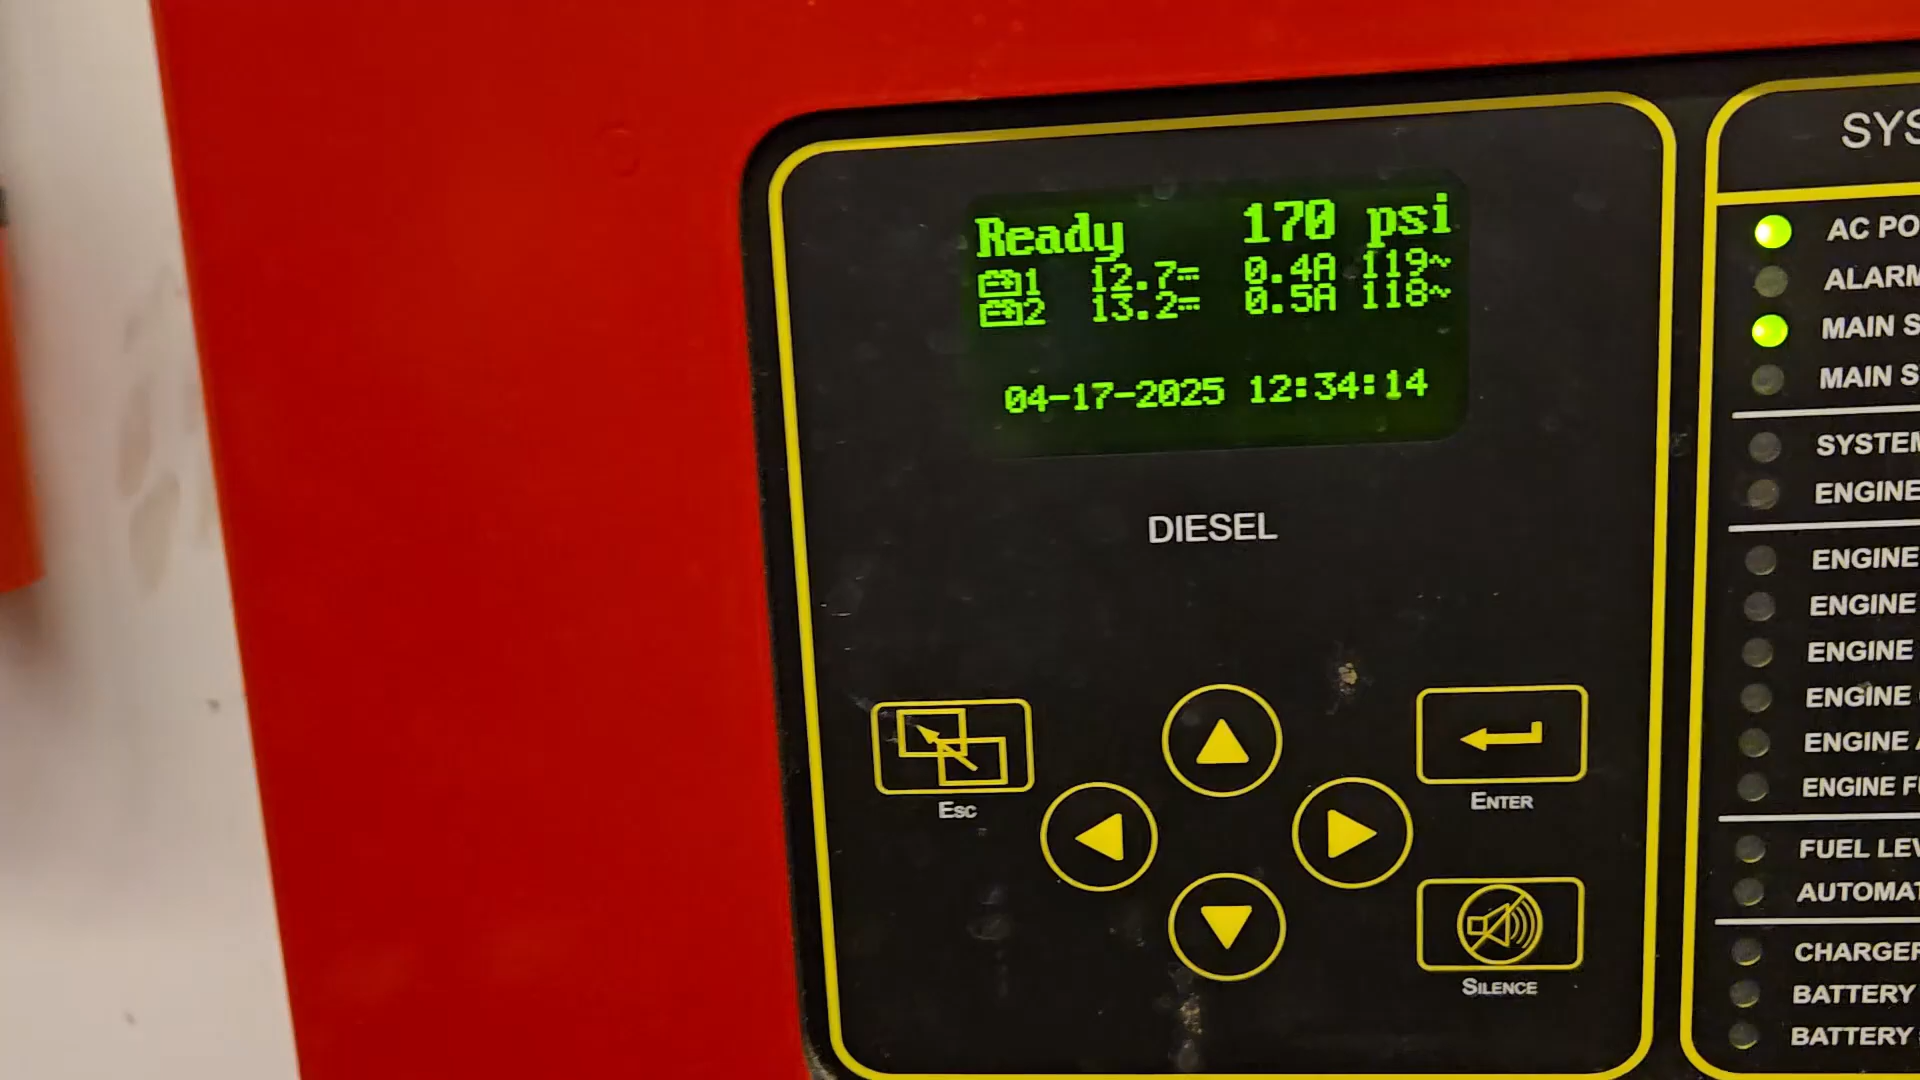 Ready 170 psi
1 12.7= 0.4A 119~
2 13.2= 0.5A 118~
04-17-2025 12:34:14
DIESEL
ESC
ENTER
SILENCE
SYS
AC PO
ALARM
MAIN S
MAIN S
SYSTEM
ENGINE
ENGINE
ENGINE
ENGINE
ENGINE
ENGINE A
ENGINE FU
FUEL LEV
AUTOMAT
CHARGER
BATTERY
BATTERY